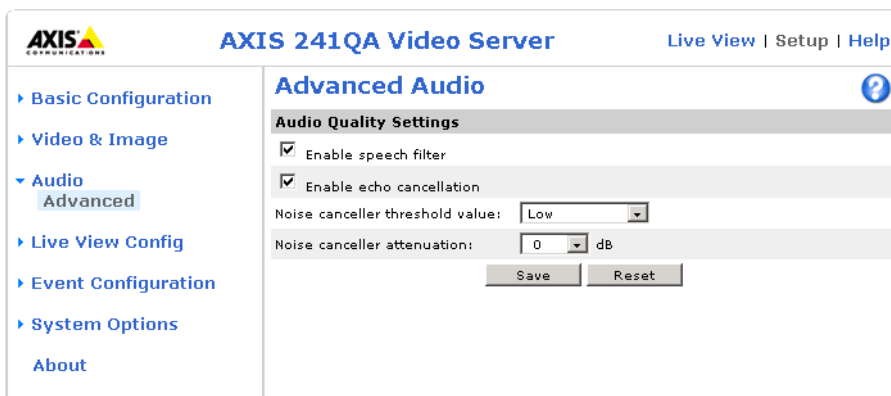 AXIS
COMMUNICATIONS
AXIS 241QA Video Server
Live View | Setup | Help
Basic Configuration
Video & Image
Audio
Advanced
Live View Config
Event Configuration
System Options
About
Advanced Audio
?
Audio Quality Settings
Enable speech filter
Enable echo cancellation
Noise canceller threshold value: Low
Noise canceller attenuation: 0 dB
Save Reset